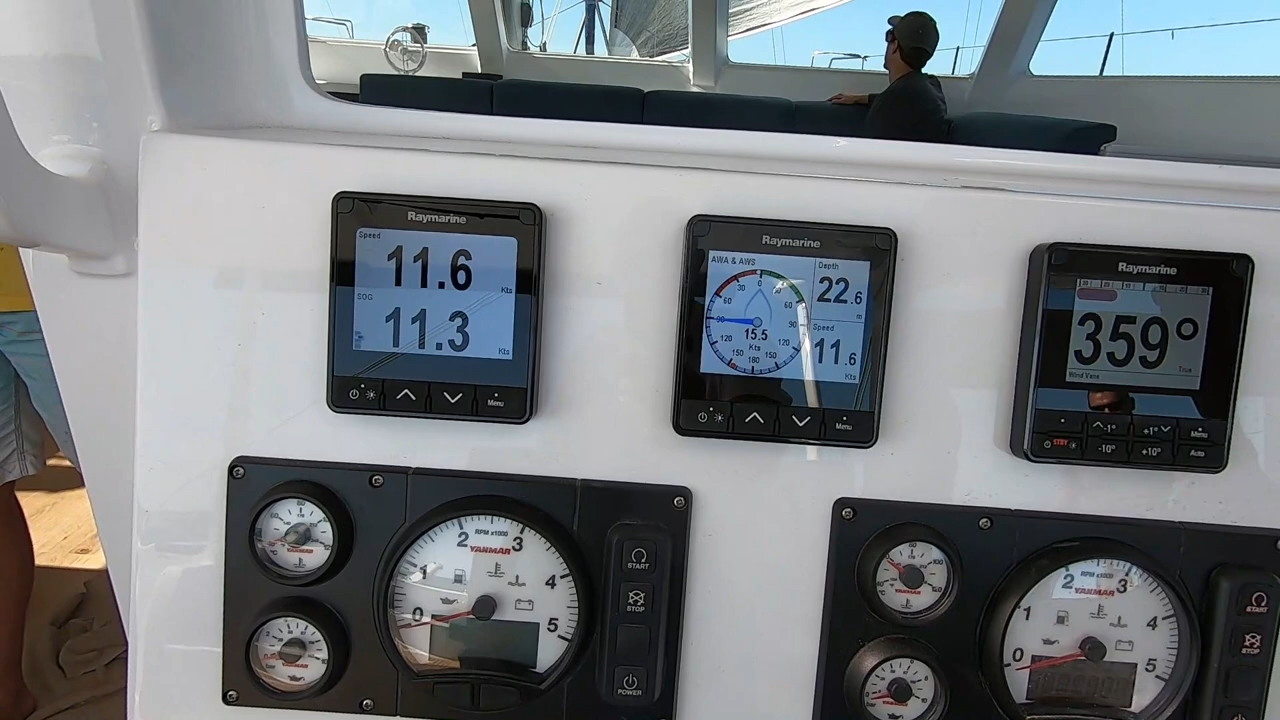 Raymarine
Speed
11.6
Kts
SOG
11.3
Kts
Menu
Raymarine
AWA & AWS
Depth
22.6
m
60
60
90
90
120
120
150
150
180
15.5
Kts
Speed
11.6
Kts
Menu
Raymarine
359°
True
Wind Vane
-1°
+1°
Menu
STBY
-10°
+10°
Auto
RPM x1000
YANMAR
0
1
2
3
4
5
START
STOP
POWER
RPM x1000
YANMAR
0
1
2
3
4
5
START
STOP